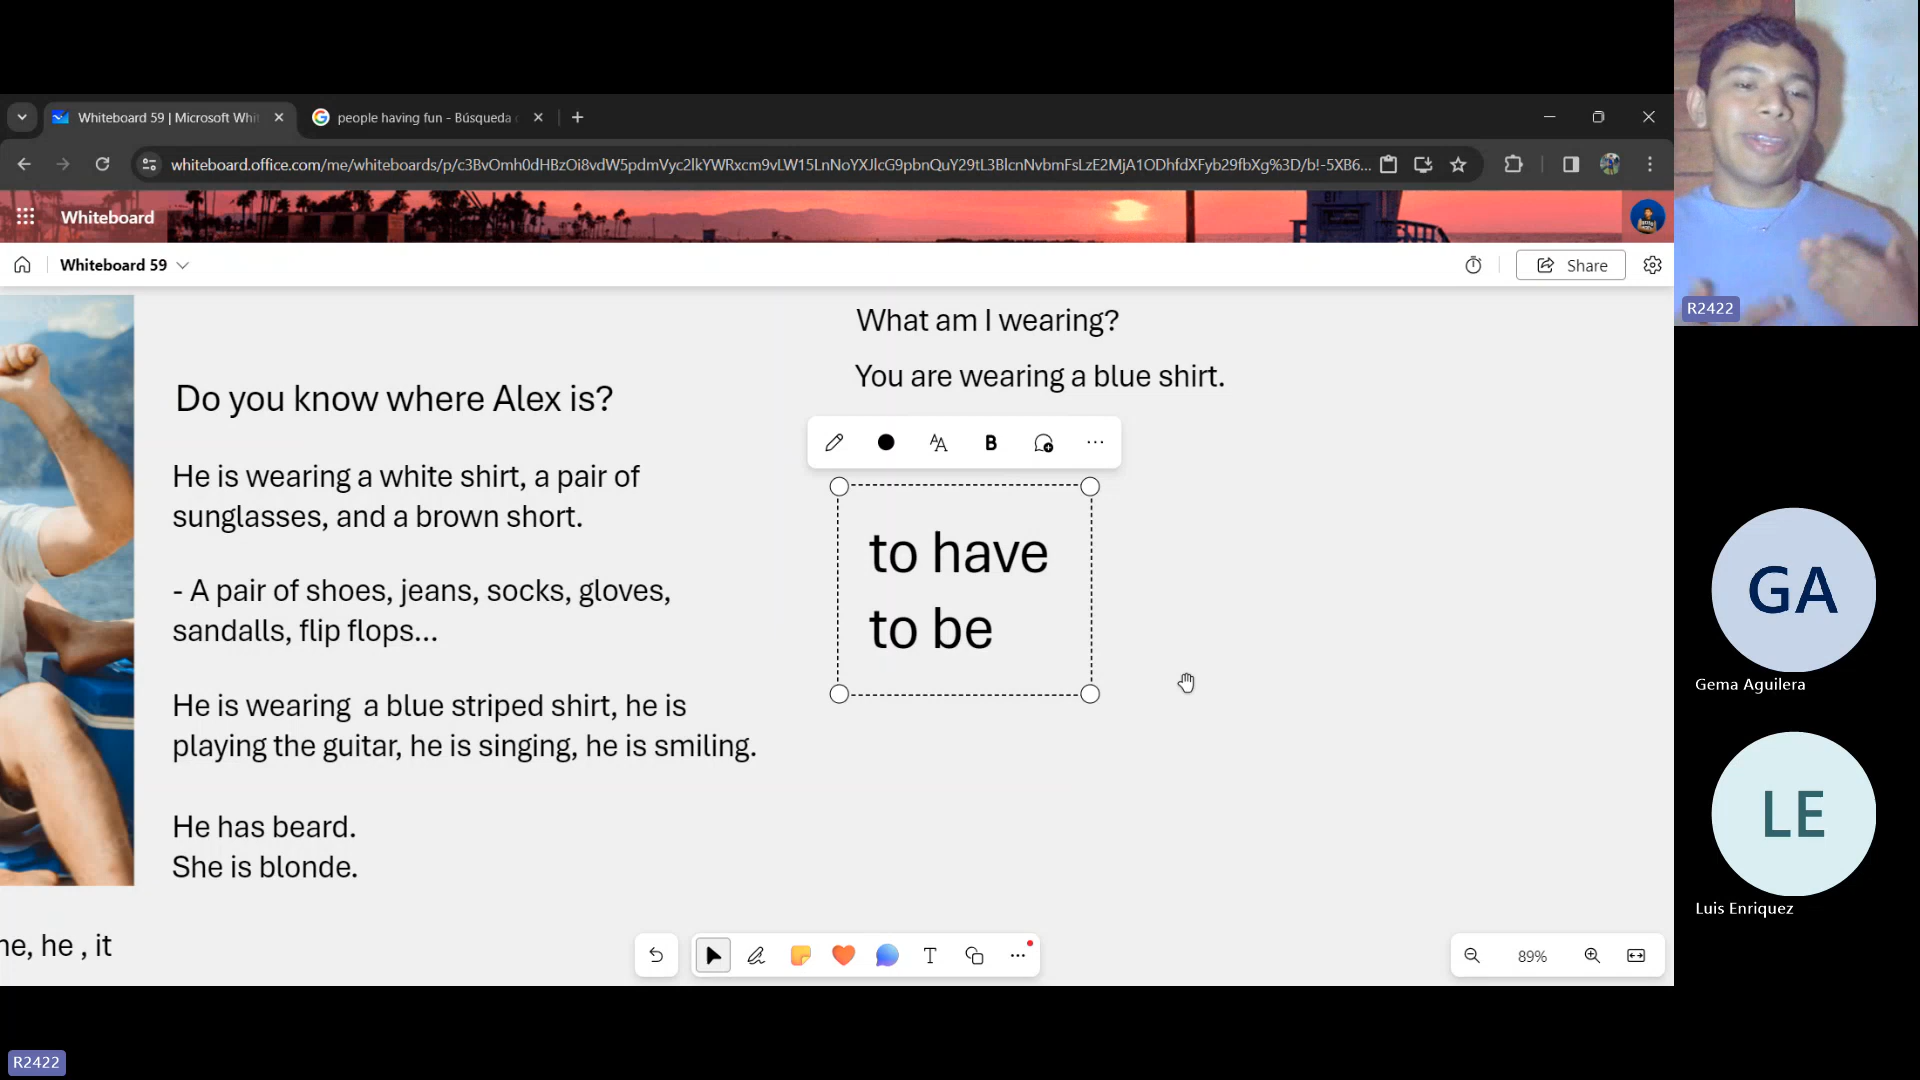 Whiteboard 59 | Microsoft Whit
people having fun - Búsqueda
whiteboard.office.com/me/whiteboards/p/c3BvOmh0dHBzOi8vdW5pdmVyc2lkYWRxcm9vLW15LnNoYXJlcG9pbnQuY29tL3BlcnNvbmFsLzE2MjA1ODhfdXFyb29fbXg%3D/b!-5XB6...
Whiteboard
Whiteboard 59
Share
What am I wearing?
You are wearing a blue shirt.
Do you know where Alex is?
He is wearing a white shirt, a pair of
sunglasses, and a brown short.
- A pair of shoes, jeans, socks, gloves,
sandalls, flip flops...
He is wearing a blue striped shirt, he is
playing the guitar, he is singing, he is smiling.
He has beard.
She is blonde.
he, he , it
B
to have
to be
T
89%
R2422
GA
Gema Aguilera
LE
Luis Enriquez
R2422